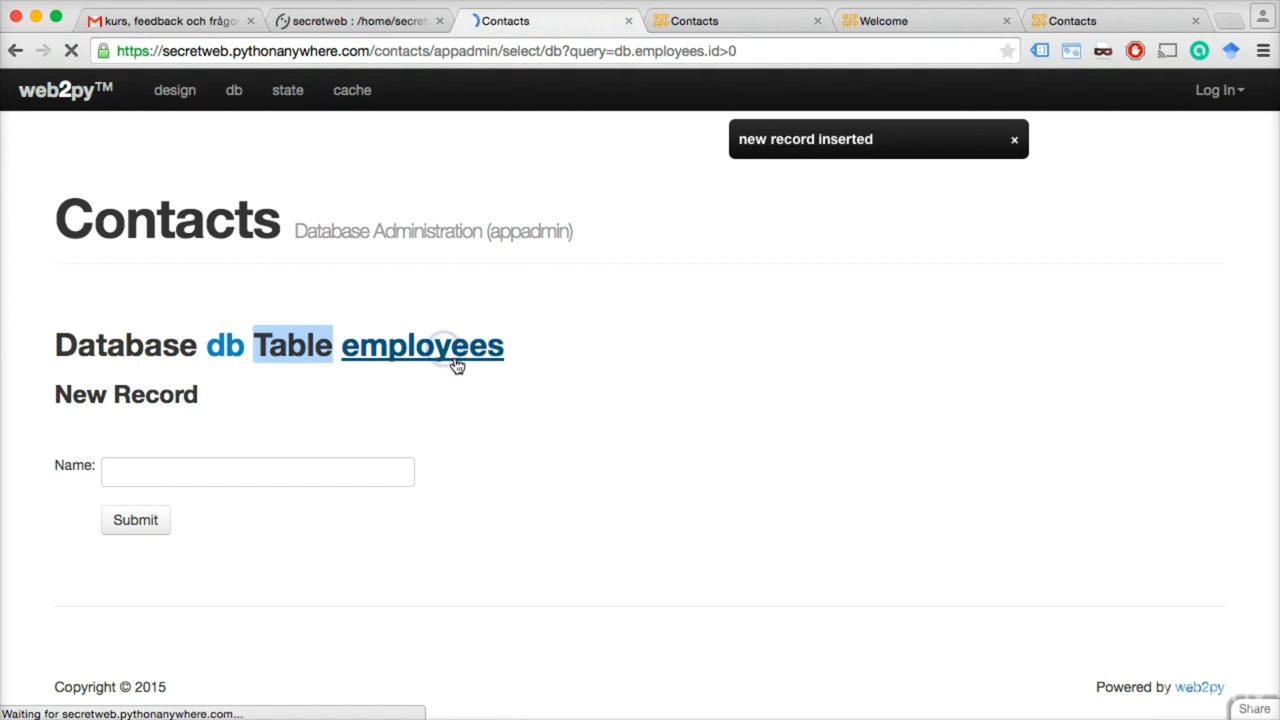 kurs, feedback och frågo
secretweb : /home/secret
Contacts
Contacts
Welcome
Contacts
https://secretweb.pythonanywhere.com/contacts/appadmin/select/db?query=db.employees.id>0
web2py™ design db state cache Log In
new record inserted ×
Contacts Database Administration (appadmin)
Database db Table employees
New Record
Name:
Submit
Copyright © 2015 Powered by web2py
Waiting for secretweb.pythonanywhere.com...
Share